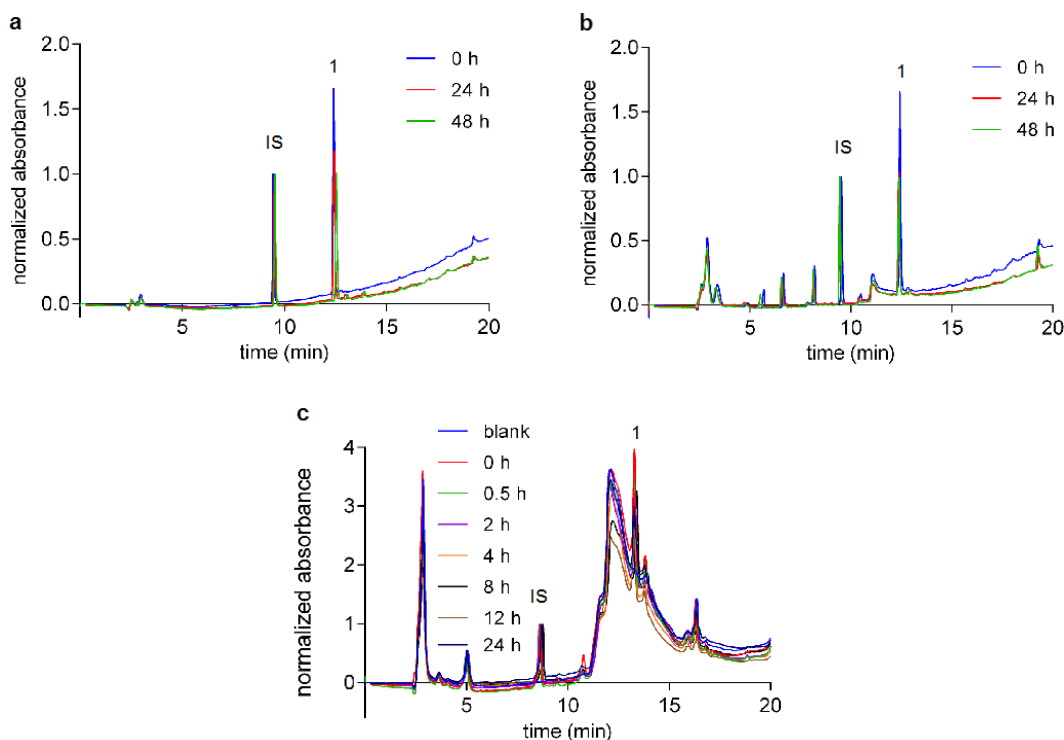 a
b
2.0
1.5
1.0
0.5
0.0
normalized absorbance
IS
1
0 h
24 h
48 h
5
10
15
20
time (min)
2.0
1.5
1.0
0.5
0.0
normalized absorbance
IS
1
0 h
24 h
48 h
5
10
15
20
time (min)
c
4
3
2
1
0
normalized absorbance
blank
0 h
0.5 h
2 h
4 h
8 h
12 h
24 h
IS
1
5
10
15
20
time (min)